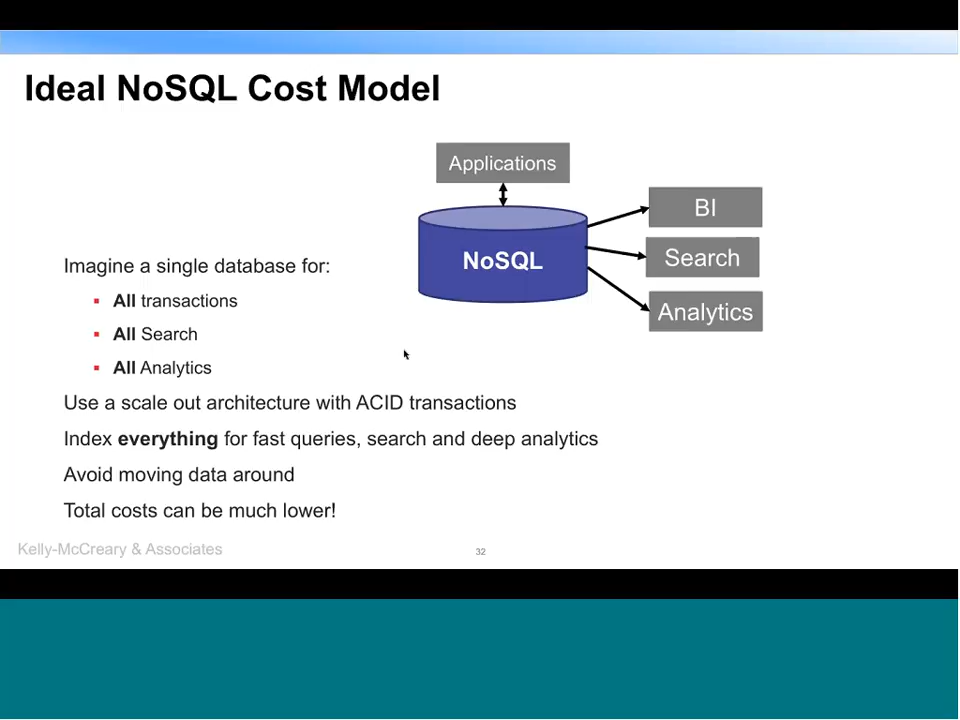 Ideal NoSQL Cost Model
Applications
NoSQL
BI
Search
Analytics
Imagine a single database for:
▪ All transactions
▪ All Search
▪ All Analytics
Use a scale out architecture with ACID transactions
Index everything for fast queries, search and deep analytics
Avoid moving data around
Total costs can be much lower!
Kelly-McCreary & Associates
32